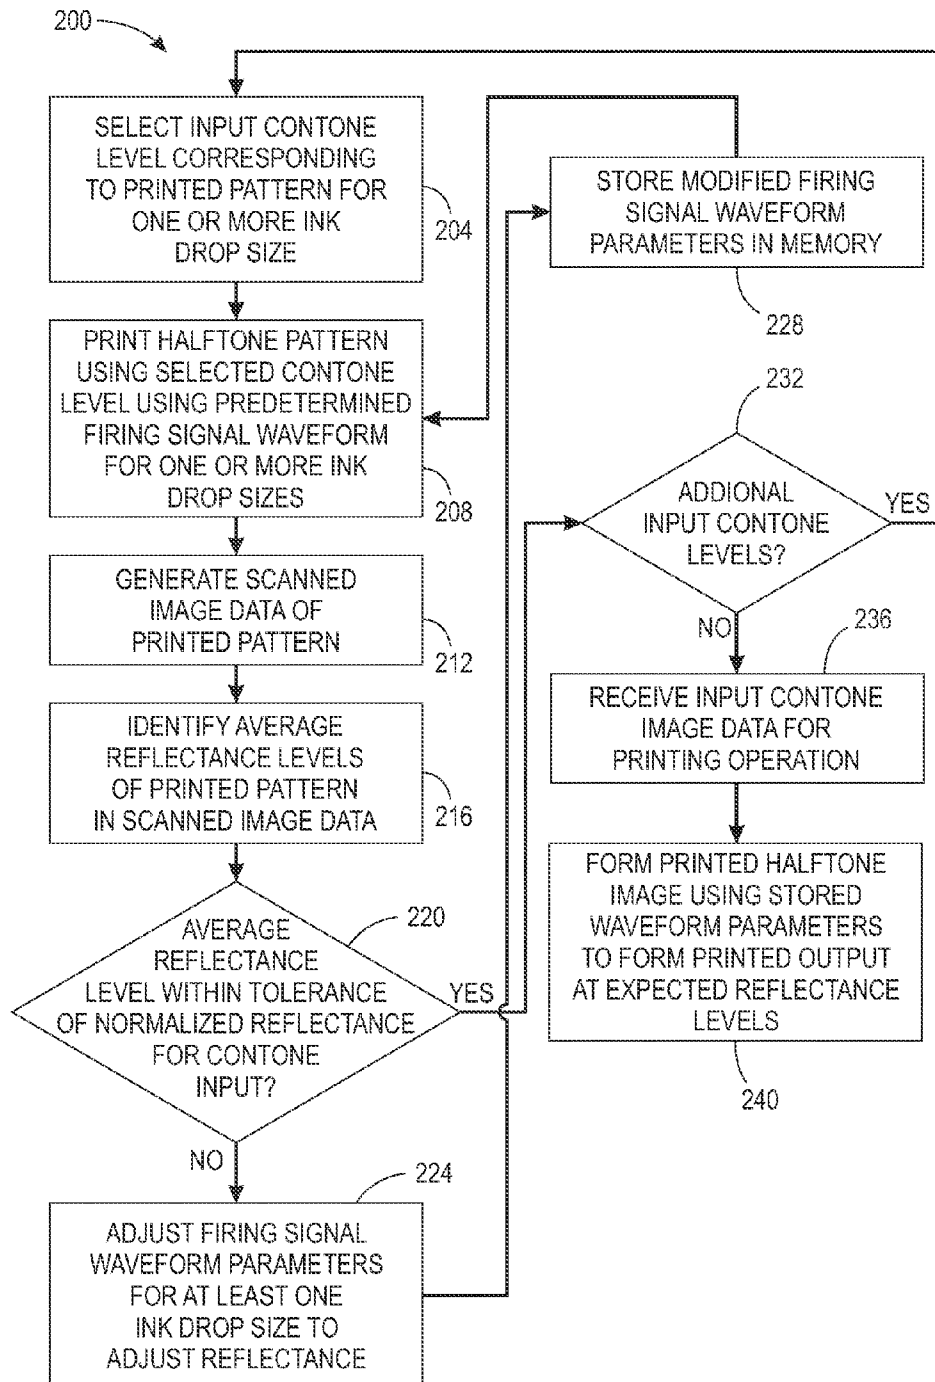 200
SELECT INPUT CONTONE
LEVEL CORRESPONDING
TO PRINTED PATTERN FOR
ONE OR MORE INK
DROP SIZE
204
PRINT HALFTONE PATTERN
USING SELECTED CONTONE
LEVEL USING PREDETERMINED
FIRING SIGNAL WAVEFORM
FOR ONE OR MORE INK
DROP SIZES
208
GENERATE SCANNED
IMAGE DATA OF
PRINTED PATTERN
212
IDENTIFY AVERAGE
REFLECTANCE LEVELS
OF PRINTED PATTERN
IN SCANNED IMAGE DATA
216
220
AVERAGE
REFLECTANCE
LEVEL WITHIN TOLERANCE
OF NORMALIZED REFLECTANCE
FOR CONTONE
INPUT?
YES
NO
224
ADJUST FIRING SIGNAL
WAVEFORM PARAMETERS
FOR AT LEAST ONE
INK DROP SIZE TO
ADJUST REFLECTANCE
STORE MODIFIED FIRING
SIGNAL WAVEFORM
PARAMETERS IN MEMORY
228
232
ADDIONAL
INPUT CONTONE
LEVELS?
YES
NO
236
RECEIVE INPUT CONTONE
IMAGE DATA FOR
PRINTING OPERATION
FORM PRINTED HALFTONE
IMAGE USING STORED
WAVEFORM PARAMETERS
TO FORM PRINTED OUTPUT
AT EXPECTED REFLECTANCE
LEVELS
240